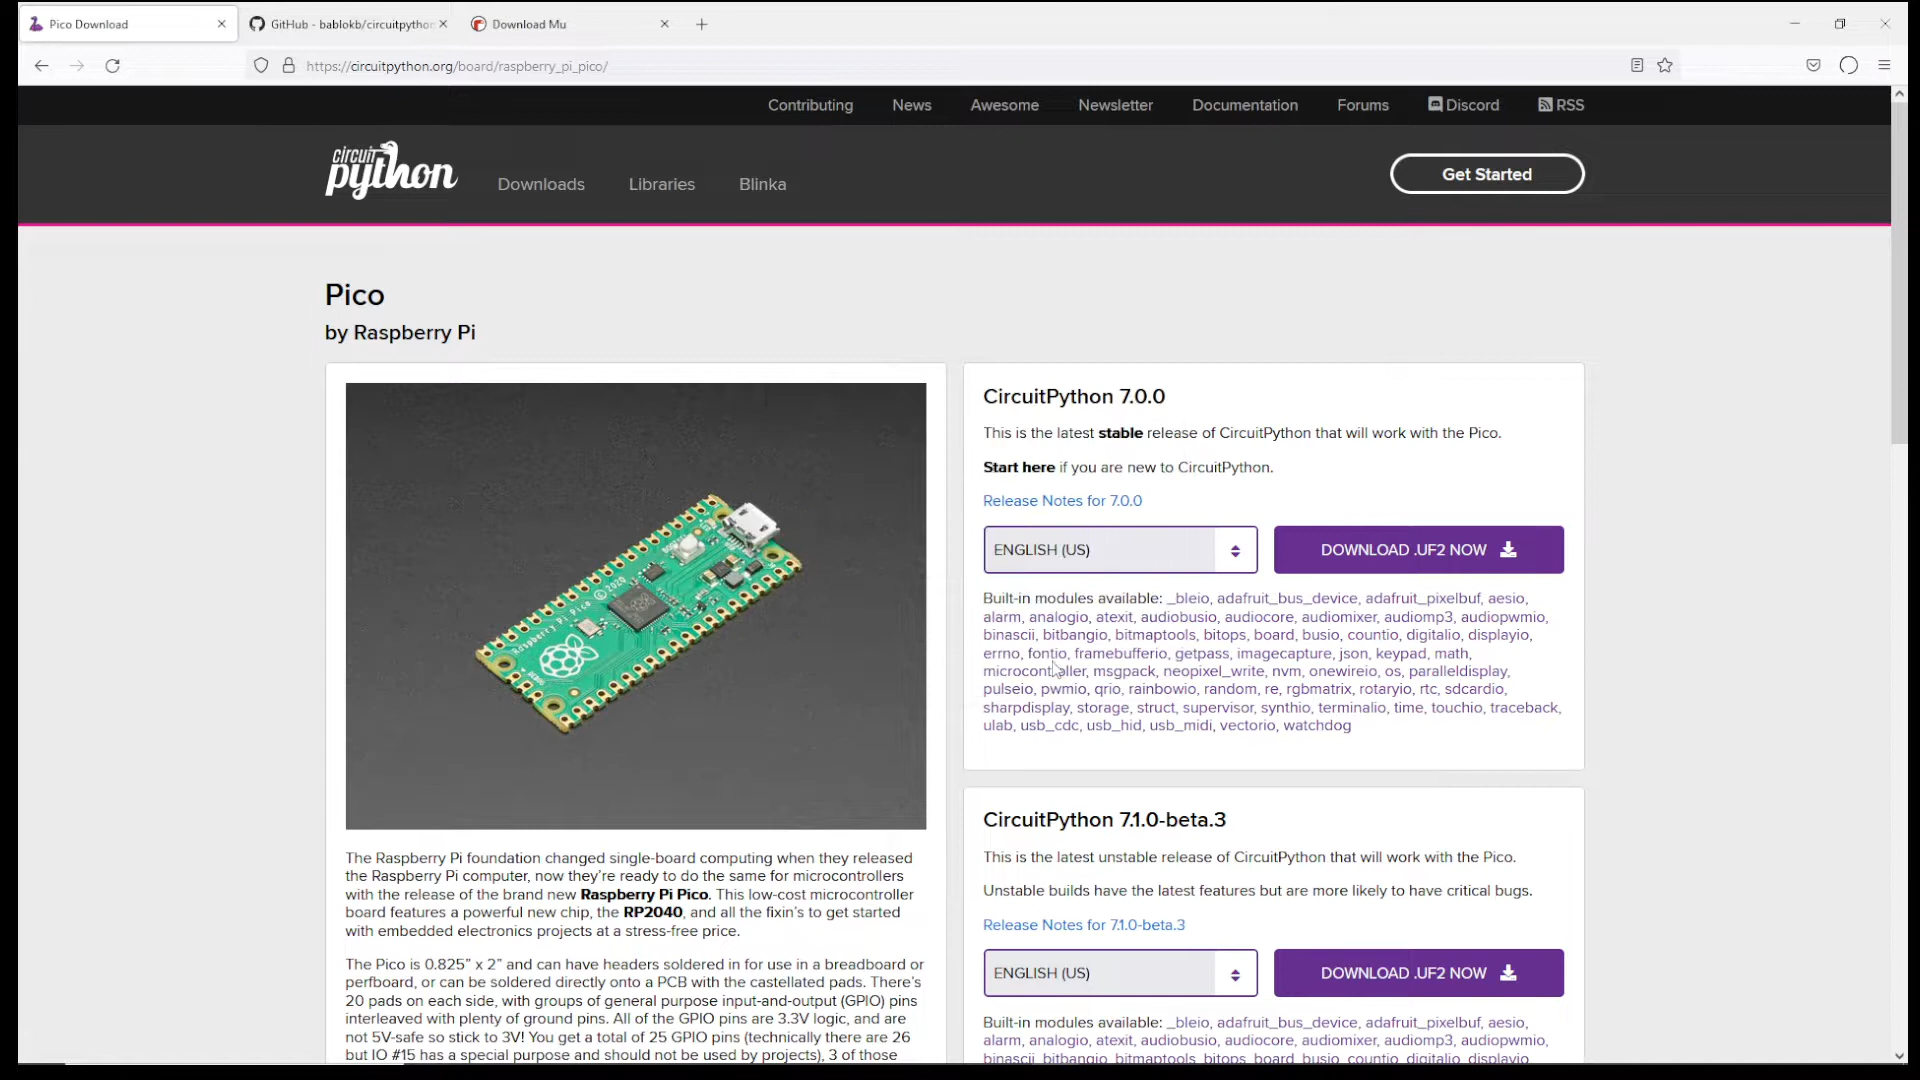 Pico Download
GitHub - bablokb/circuitpython
Download Mu
https://circuitpython.org/board/raspberry_pi_pico/
Contributing News Awesome Newsletter Documentation Forums Discord RSS
circuit
python
Downloads Libraries Blinka
Get Started
Pico
by Raspberry Pi
Raspberry Pi Pico © 2020
The Raspberry Pi foundation changed single-board computing when they released
the Raspberry Pi computer, now they're ready to do the same for microcontrollers
with the release of the brand new Raspberry Pi Pico. This low-cost microcontroller
board features a powerful new chip, the RP2040, and all the fixin's to get started
with embedded electronics projects at a stress-free price.
The Pico is 0.825" x 2" and can have headers soldered in for use in a breadboard or
perfboard, or can be soldered directly onto a PCB with the castellated pads. There's
20 pads on each side, with groups of general purpose input-and-output (GPIO) pins
interleaved with plenty of ground pins. All of the GPIO pins are 3.3V logic, and are
not 5V-safe so stick to 3V! You get a total of 25 GPIO pins (technically there are 26
but IO #15 has a special purpose and should not be used by projects), 3 of those
CircuitPython 7.0.0
This is the latest stable release of CircuitPython that will work with the Pico.
Start here if you are new to CircuitPython.
Release Notes for 7.0.0
ENGLISH (US)
DOWNLOAD .UF2 NOW
Built-in modules available: _bleio, adafruit_bus_device, adafruit_pixelbuf, aesio,
alarm, analogio, atexit, audiobusio, audiocore, audiomixer, audiomp3, audiopwmio,
binascii, bitbangio, bitmaptools, bitops, board, busio, countio, digitalio, displayio,
errno, fontio, framebufferio, getpass, imagecapture, json, keypad, math,
microcontroller, msgpack, neopixel_write, nvm, onewireio, os, paralleldisplay,
pulseio, pwmio, qrio, rainbowio, random, re, rgbmatrix, rotaryio, rtc, sdcardio,
sharpdisplay, storage, struct, supervisor, synthio, terminalio, time, touchio, traceback,
ulab, usb_cdc, usb_hid, usb_midi, vectorio, watchdog
CircuitPython 7.1.0-beta.3
This is the latest unstable release of CircuitPython that will work with the Pico.
Unstable builds have the latest features but are more likely to have critical bugs.
Release Notes for 7.1.0-beta.3
ENGLISH (US)
DOWNLOAD .UF2 NOW
Built-in modules available: _bleio, adafruit_bus_device, adafruit_pixelbuf, aesio,
alarm, analogio, atexit, audiobusio, audiocore, audiomixer, audiomp3, audiopwmio,
binascii, bitbangio, bitmaptools, bitops, board, busio, countio, digitalio, displayio